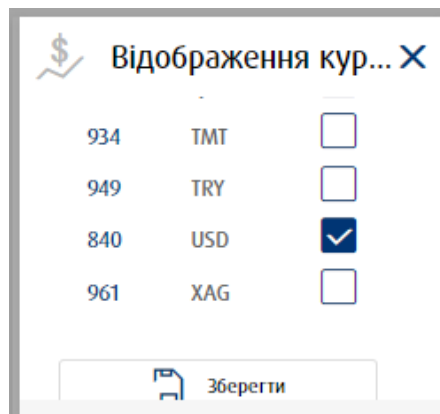 Відображення кур...
934 TMT
949 TRY
840 USD
961 XAG
Зберегти